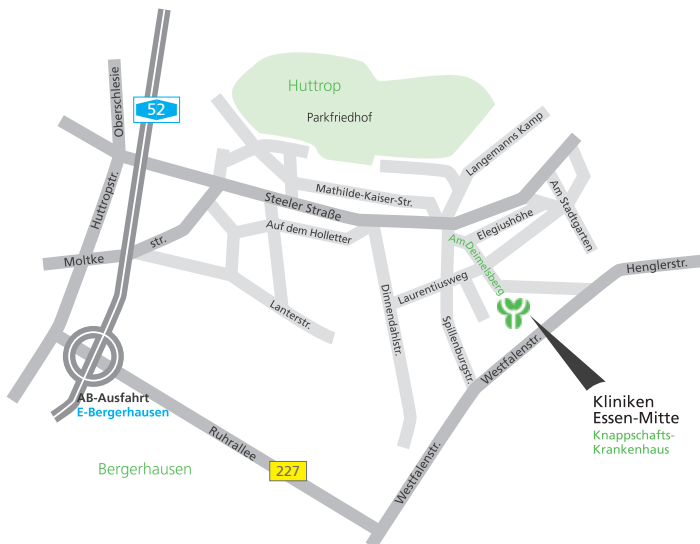 Huttrop
Parkfriedhof
52
Oberschlesie
Langemanns Kamp
Mathilde-Kaiser-Str.
Steeler Straße
Huttropstr.
Am Stadtgarten
Elegiushöhe
Auf dem Holletter
Am Deimelsberg
str.
Moltke
Henglerstr.
Laurentiusweg
Dinnendahlstr.
Lanterstr.
Spillenburgstr.
Westfalenstr.
AB-Ausfahrt
E-Bergerhausen
Kliniken
Essen-Mitte
Knappschafts-
Krankenhaus
Ruhrallee
227
Bergerhausen
Westfalenstr.